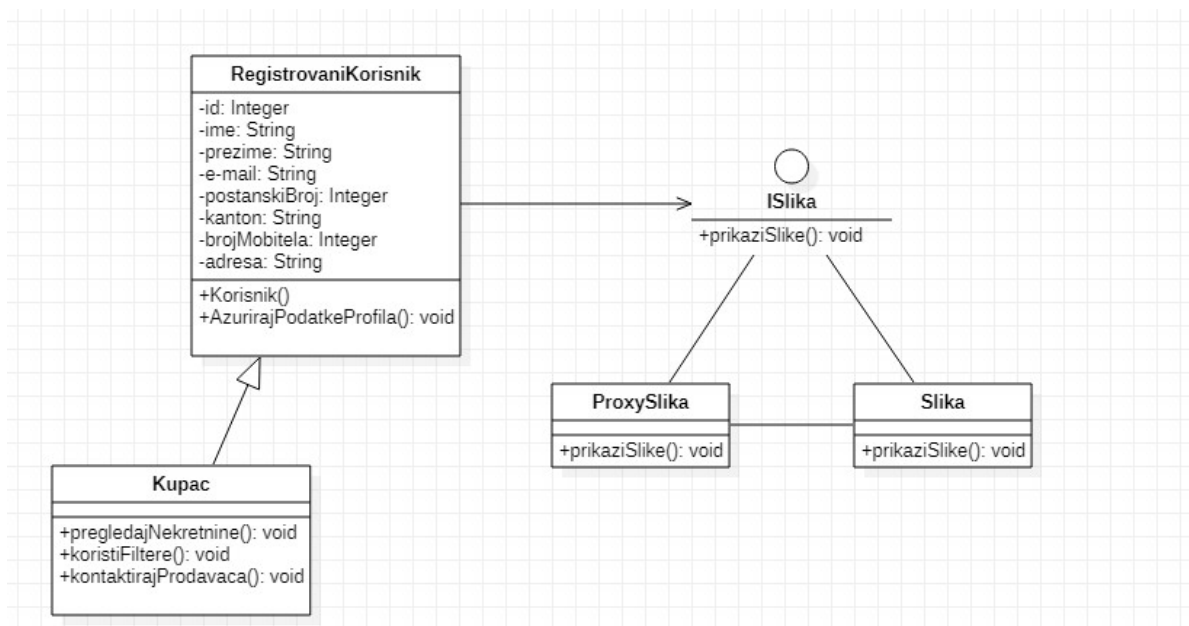 RegistrovaniKorisnik
-id: Integer
-ime: String
-prezime: String
-e-mail: String
-postanskiBroj: Integer
-kanton: String
-brojMobitela: Integer
-adresa: String
+Korisnik()
+AzurirajPodatkeProfila(): void
ISlika
+prikaziSlike(): void
ProxySlika
+prikaziSlike(): void
Slika
+prikaziSlike(): void
Kupac
+pregledajNekretnine(): void
+koristiFiltere(): void
+kontaktirajProdavaca(): void